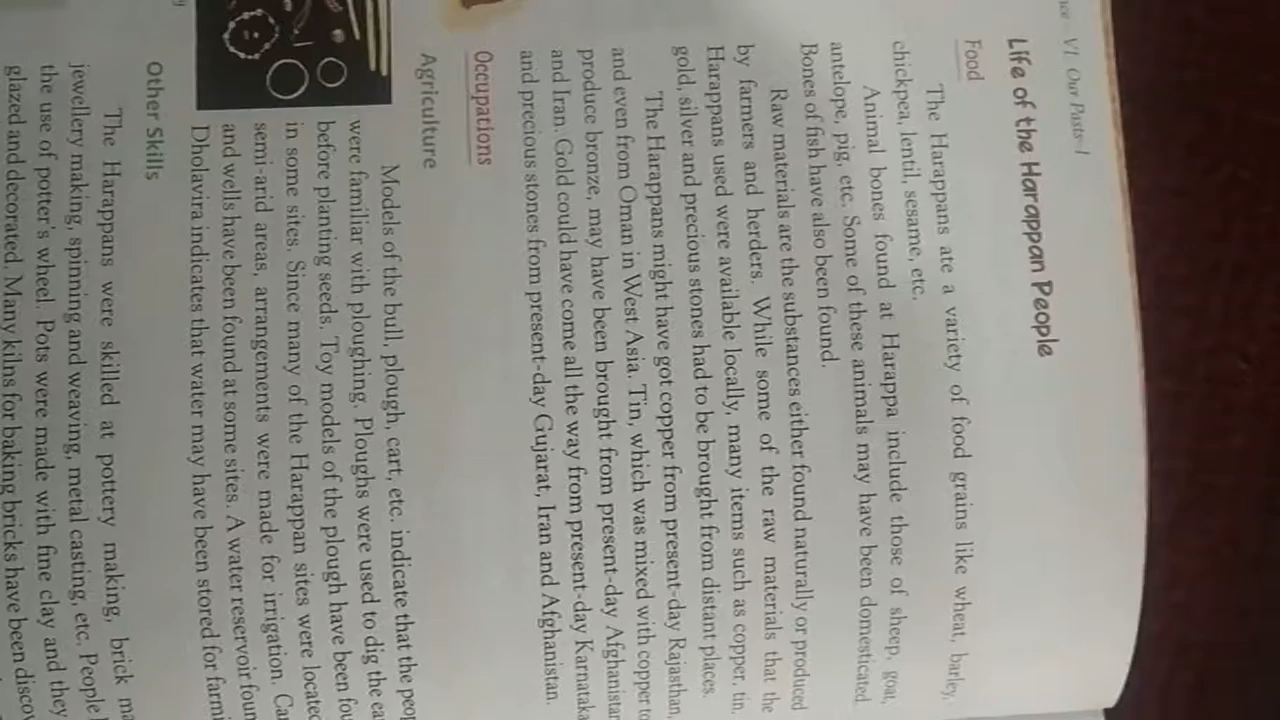 VI Our Pasts-I
Life of the Harappan People
Food
The Harappans ate a variety of food grains like wheat, barley,
chickpea, lentil, sesame, etc.
Animal bones found at Harappa include those of sheep, goat,
antelope, pig, etc. Some of these animals may have been domesticated.
Bones of fish have also been found.
Raw materials are the substances either found naturally or produced
by farmers and herders. While some of the raw materials that the
Harappans used were available locally, many items such as copper, tin,
gold, silver and precious stones had to be brought from distant places.
The Harappans might have got copper from present-day Rajasthan,
and even from Oman in West Asia. Tin, which was mixed with copper to
produce bronze, may have been brought from present-day Afghanistan
and Iran. Gold could have come all the way from present-day Karnataka
and precious stones from present-day Gujarat, Iran and Afghanistan.
Occupations
Agriculture
Models of the bull, plough, cart, etc. indicate that the
were familiar with ploughing. Ploughs were used to dig the
before planting seeds. Toy models of the plough have been
in some sites. Since many of the Harappan sites were located
semi-arid areas, arrangements were made for irrigation.
and wells have been found at some sites. A water reservoir
Dholavira indicates that water may have been stored for
Other Skills
The Harappans were skilled at pottery making, brick
jewellery making, spinning and weaving, metal casting, etc. People
the use of potter's wheel. Pots were made with fine clay and they
glazed and decorated. Many kilns for baking bricks have been